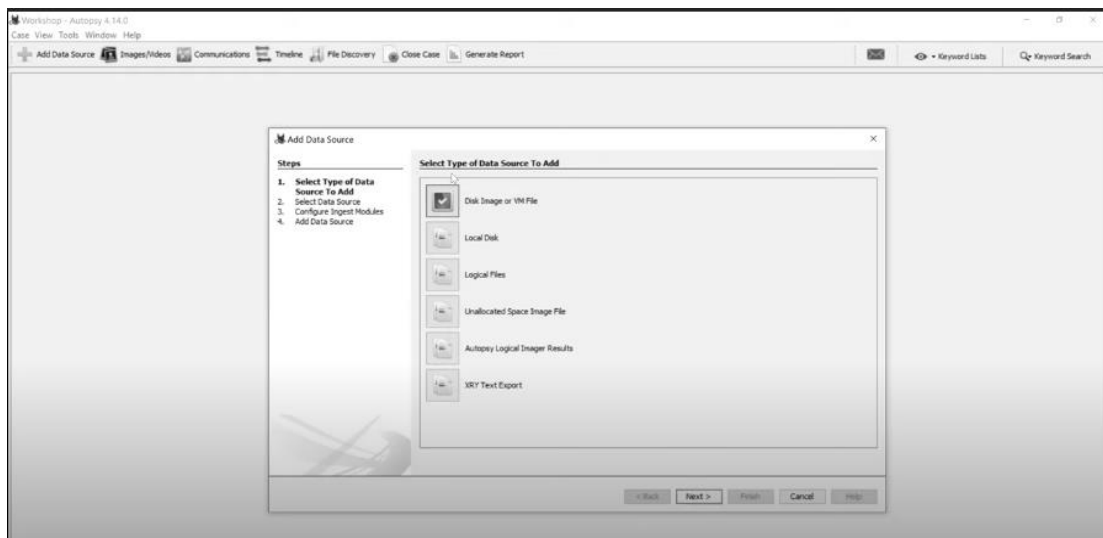 Workshop - Autopsy 4.14.0
Case View Tools Window Help
Add Data Source Images/Videos Communications Timeline File Discovery Close Case Generate Report Keyword Lists Keyword Search
Add Data Source
Steps
Select Type of Data Source To Add
1. Select Type of Data
Source To Add
2. Select Data Source
3. Configure Ingest Modules
4. Add Data Source
Disk Image or VM File
Local Disk
Logical Files
Unallocated Space Image File
Autopsy Logical Imager Results
XRY Text Export
< Back Next > Finish Cancel Help